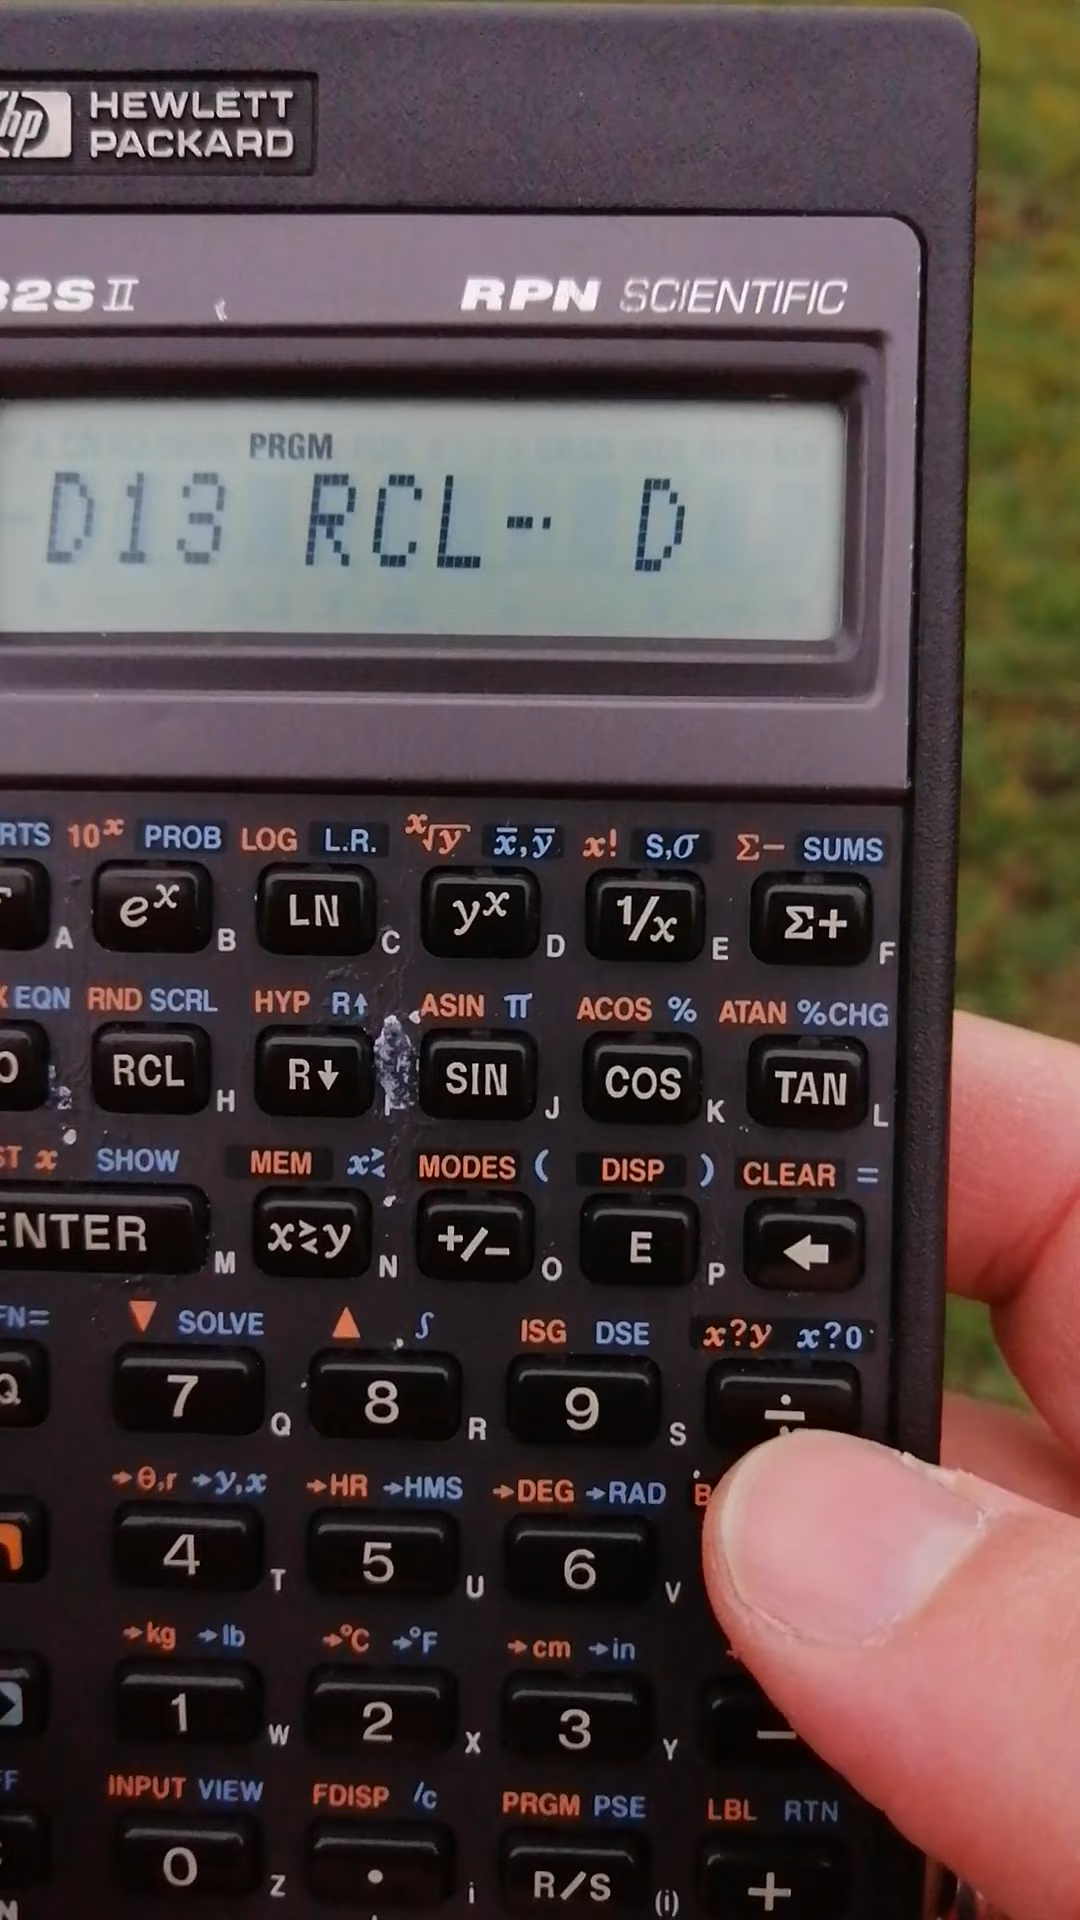 hp HEWLETT
PACKARD
32S II RPN SCIENTIFIC
PRGM
D13 RCL÷ D
RTS 10ˣ PROB LOG L.R. ˣ√y x̄,ȳ x! S,σ Σ− SUMS
eˣ LN yˣ 1/x Σ+
A B C D E F
EQN RND SCRL HYP R↑ ASIN π ACOS % ATAN %CHG
O RCL R↓ SIN COS TAN
H J K L
ST x SHOW MEM x≷ MODES ( DISP ) CLEAR =
ENTER x≷y +/− E ←
M N O P
FN= ▼ SOLVE ▲ ∫ ISG DSE x?y x?0
7 8 9 ÷
Q Q R S
→θ,r →y,x →HR →HMS →DEG →RAD B
4 5 6
T U V
→kg →lb →°C →°F →cm →in
1 2 3 −
W X Y
F INPUT VIEW FDISP /c PRGM PSE LBL RTN
0 . R/S +
N Z i (i)